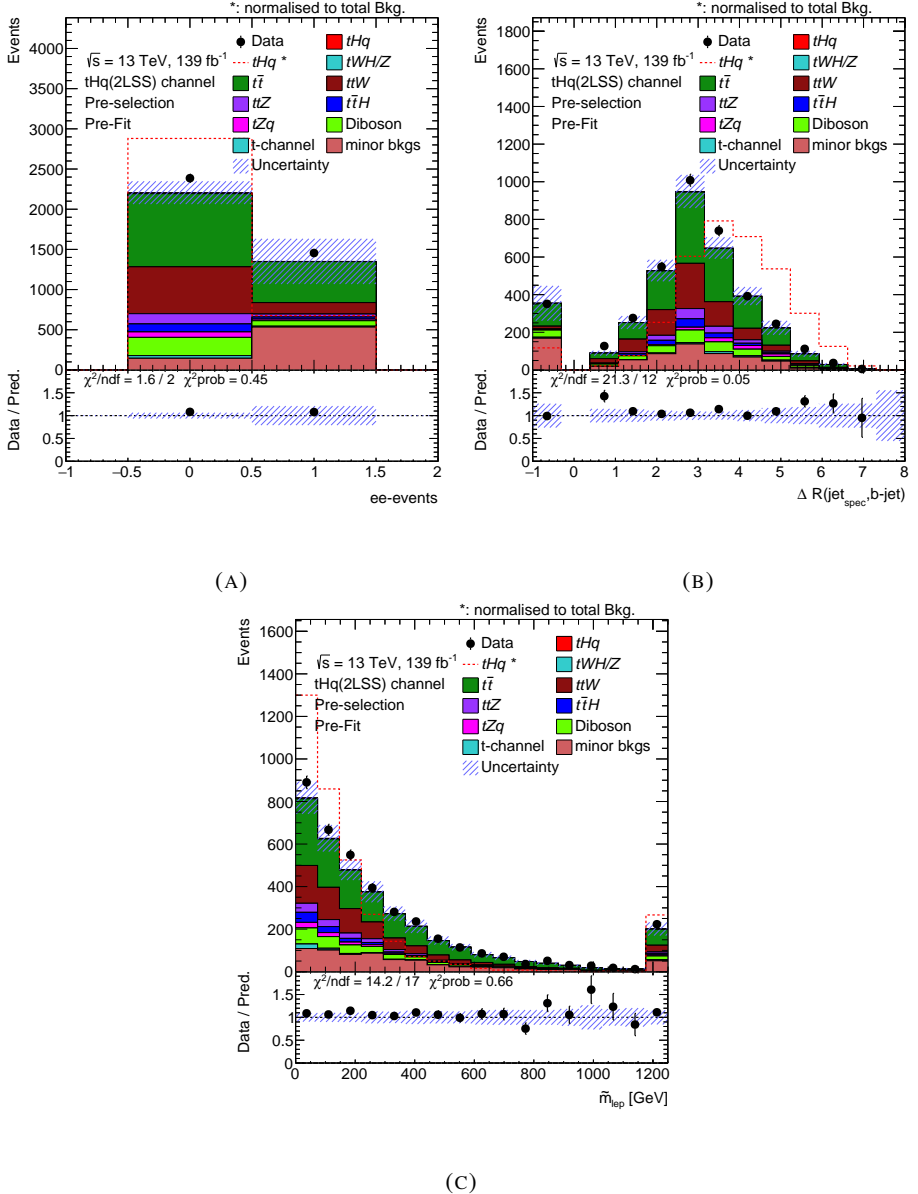 *: normalised to total Bkg.
Events
4000
3500
3000
2500
2000
1500
1000
500
0
√s = 13 TeV, 139 fb⁻¹
tHq(2LSS) channel
Pre-selection
Pre-Fit
Data
tHq
tHq *
tWH/Z
tt̄
ttW
ttZ
tt̄H
tZq
Diboson
t-channel
minor bkgs
Uncertainty
χ²/ndf = 1.6 / 2 χ²prob = 0.45
Data / Pred.
1.5
1
0.5
0
−1 −0.5 0 0.5 1 1.5 2
ee-events
(A)
*: normalised to total Bkg.
Events
1800
1600
1400
1200
1000
800
600
400
200
0
√s = 13 TeV, 139 fb⁻¹
tHq(2LSS) channel
Pre-selection
Pre-Fit
Data
tHq
tHq *
tWH/Z
tt̄
ttW
ttZ
tt̄H
tZq
Diboson
t-channel
minor bkgs
Uncertainty
χ²/ndf = 21.3 / 12 χ²prob = 0.05
Data / Pred.
1.5
1
0.5
0
−1 0 1 2 3 4 5 6 7 8
Δ R(jet_spec,b-jet)
(B)
*: normalised to total Bkg.
Events
1600
1400
1200
1000
800
600
400
200
0
√s = 13 TeV, 139 fb⁻¹
tHq(2LSS) channel
Pre-selection
Pre-Fit
Data
tHq
tHq *
tWH/Z
tt̄
ttW
ttZ
tt̄H
tZq
Diboson
t-channel
minor bkgs
Uncertainty
χ²/ndf = 14.2 / 17 χ²prob = 0.66
Data / Pred.
1.5
1
0.5
0
0 200 400 600 800 1000 1200
m̃_lep [GeV]
(C)